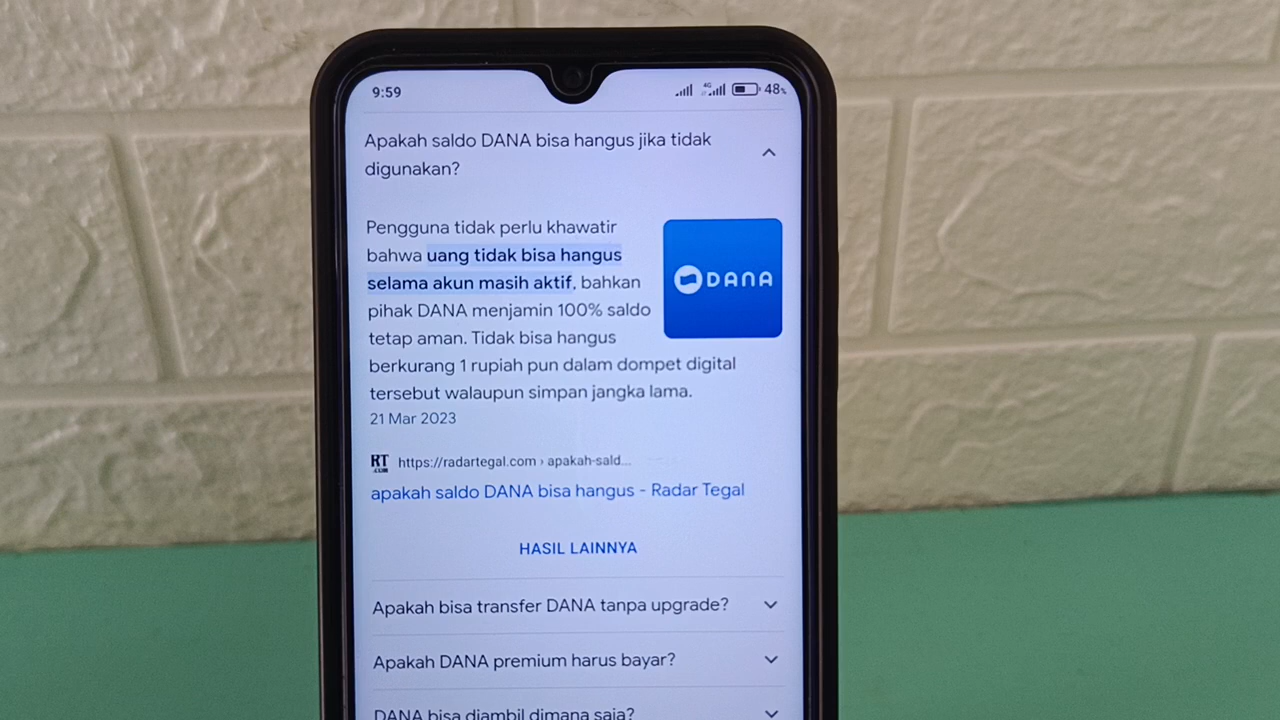 9:59
4G
48%
Apakah saldo DANA bisa hangus jika tidak
digunakan?
Pengguna tidak perlu khawatir
bahwa uang tidak bisa hangus
selama akun masih aktif, bahkan
pihak DANA menjamin 100% saldo
tetap aman. Tidak bisa hangus
berkurang 1 rupiah pun dalam dompet digital
tersebut walaupun simpan jangka lama.
DANA
21 Mar 2023
RT
.COM
https://radartegal.com › apakah-sald...
apakah saldo DANA bisa hangus - Radar Tegal
HASIL LAINNYA
Apakah bisa transfer DANA tanpa upgrade?
Apakah DANA premium harus bayar?
DANA bisa diambil dimana saja?